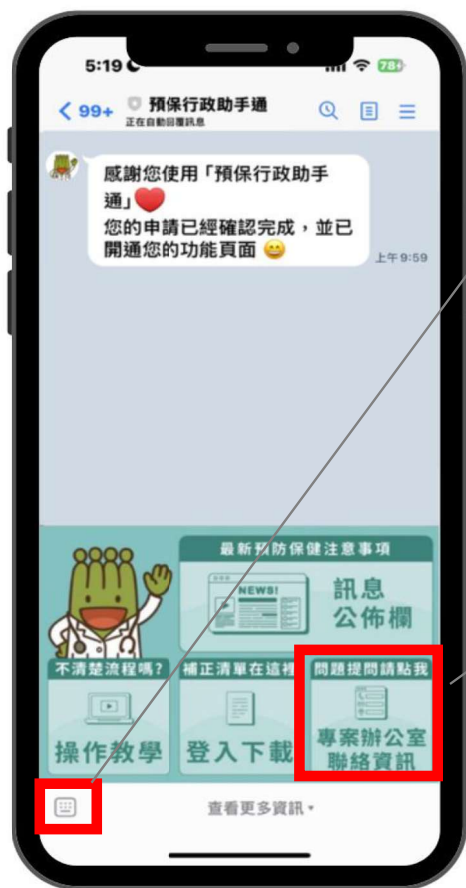 5:19
78
99+ 預保行政助手通
正在自動回覆訊息
感謝您使用「預保行政助手
通」
您的申請已經確認完成，並已
開通您的功能頁面
上午 9:59
最新預防保健注意事項
NEWS!
訊息
公佈欄
不清楚流程嗎?
操作教學
補正清單在這裡
登入下載
問題提問請點我
專案辦公室
聯絡資訊
查看更多資訊